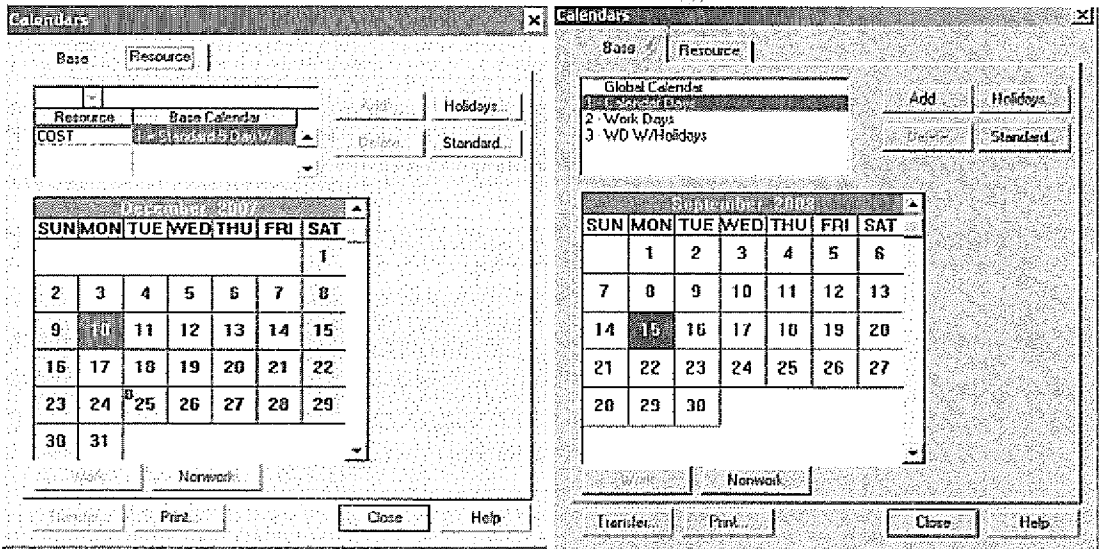 Calendars
Base Resource
Resource Base Calendar
COST 1 - Standard 5 Day W/
Add... Holidays...
Delete Standard...
December 2007
SUN MON TUE WED THU FRI SAT
1
2 3 4 5 6 7 8
9 10 11 12 13 14 15
16 17 18 19 20 21 22
23 24 25 26 27 28 29
30 31
Work Nonwork
Transfer... Print... Close Help
Calendars
Base Resource
Global Calendar
1 - Calendar Days
2 - Work Days
3 - WD W/Holidays
Add... Holidays...
Delete Standard...
September 2008
SUN MON TUE WED THU FRI SAT
1 2 3 4 5 6
7 8 9 10 11 12 13
14 15 16 17 18 19 20
21 22 23 24 25 26 27
28 29 30
Work Nonwork
Transfer... Print... Close Help